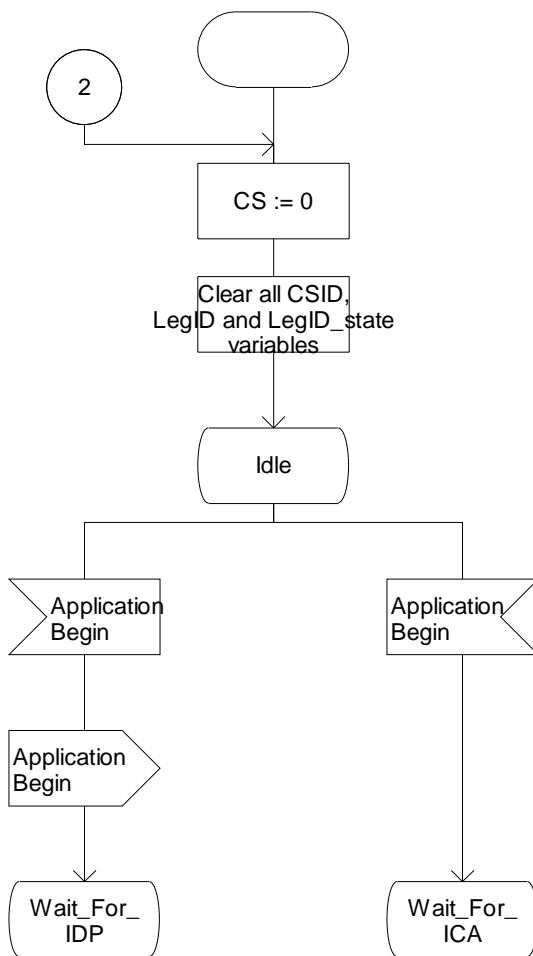 2
CS := 0
Clear all CSID,
LegID and LegID_state
variables
Idle
Application
Begin
Application
Begin
Application
Begin
Wait_For_
IDP
Wait_For_
ICA